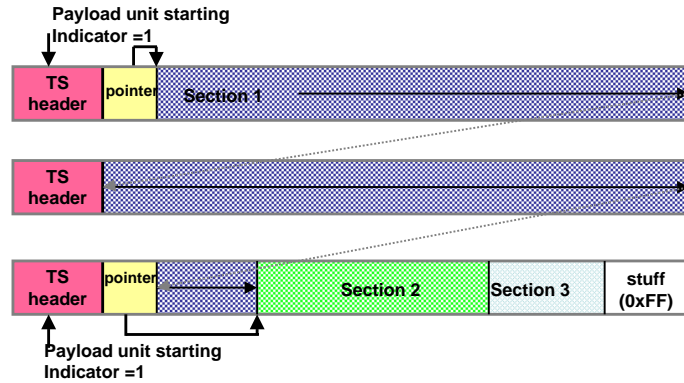 Payload unit starting
Indicator =1
TS
header
pointer
Section 1
TS
header
TS
header
pointer
Section 2
Section 3
stuff
(0xFF)
Payload unit starting
Indicator =1